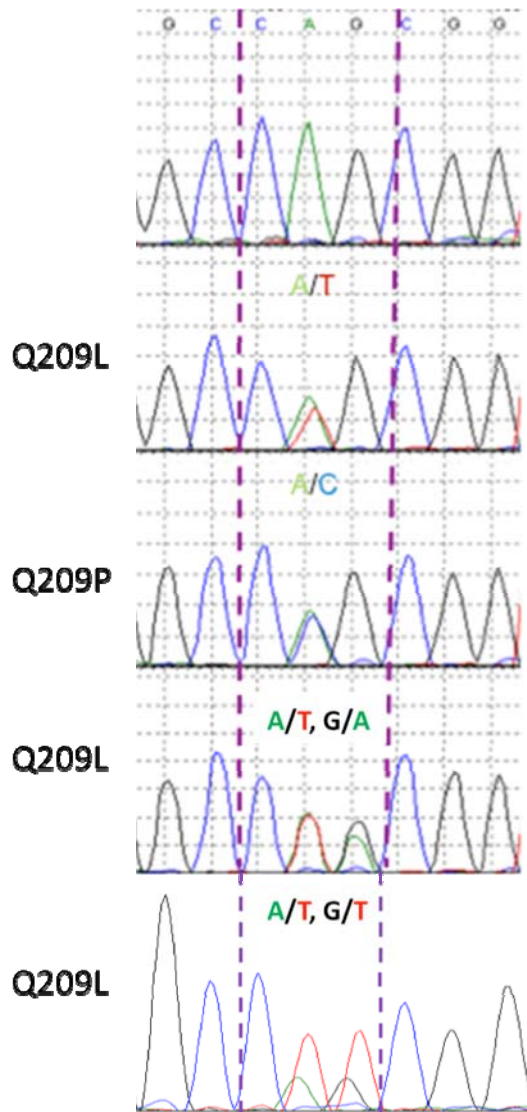 G C C A G C G G
A/T
Q209L
A/C
Q209P
A/T, G/A
Q209L
A/T, G/T
Q209L